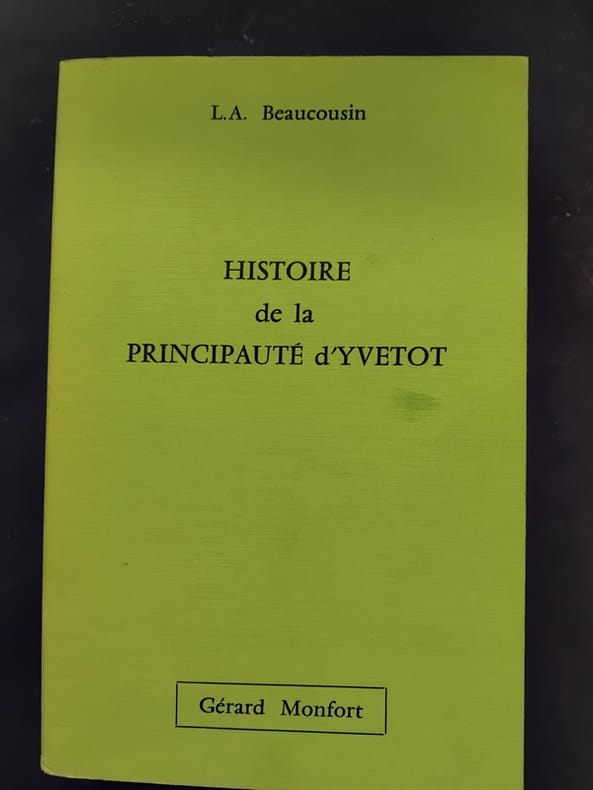 L.A. Beaucousin
HISTOIRE
de la
PRINCIPAUTÉ d'YVETOT
Gérard Monfort